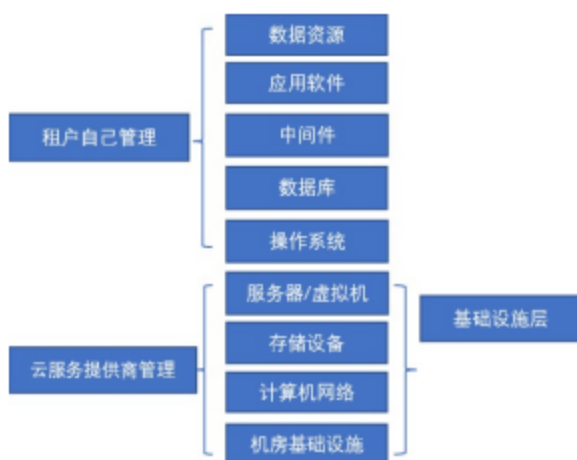 数据资源
应用软件
租户自己管理
中间件
数据库
操作系统
服务器/虚拟机
基础设施层
存储设备
云服务提供商管理
计算机网络
机房基础设施